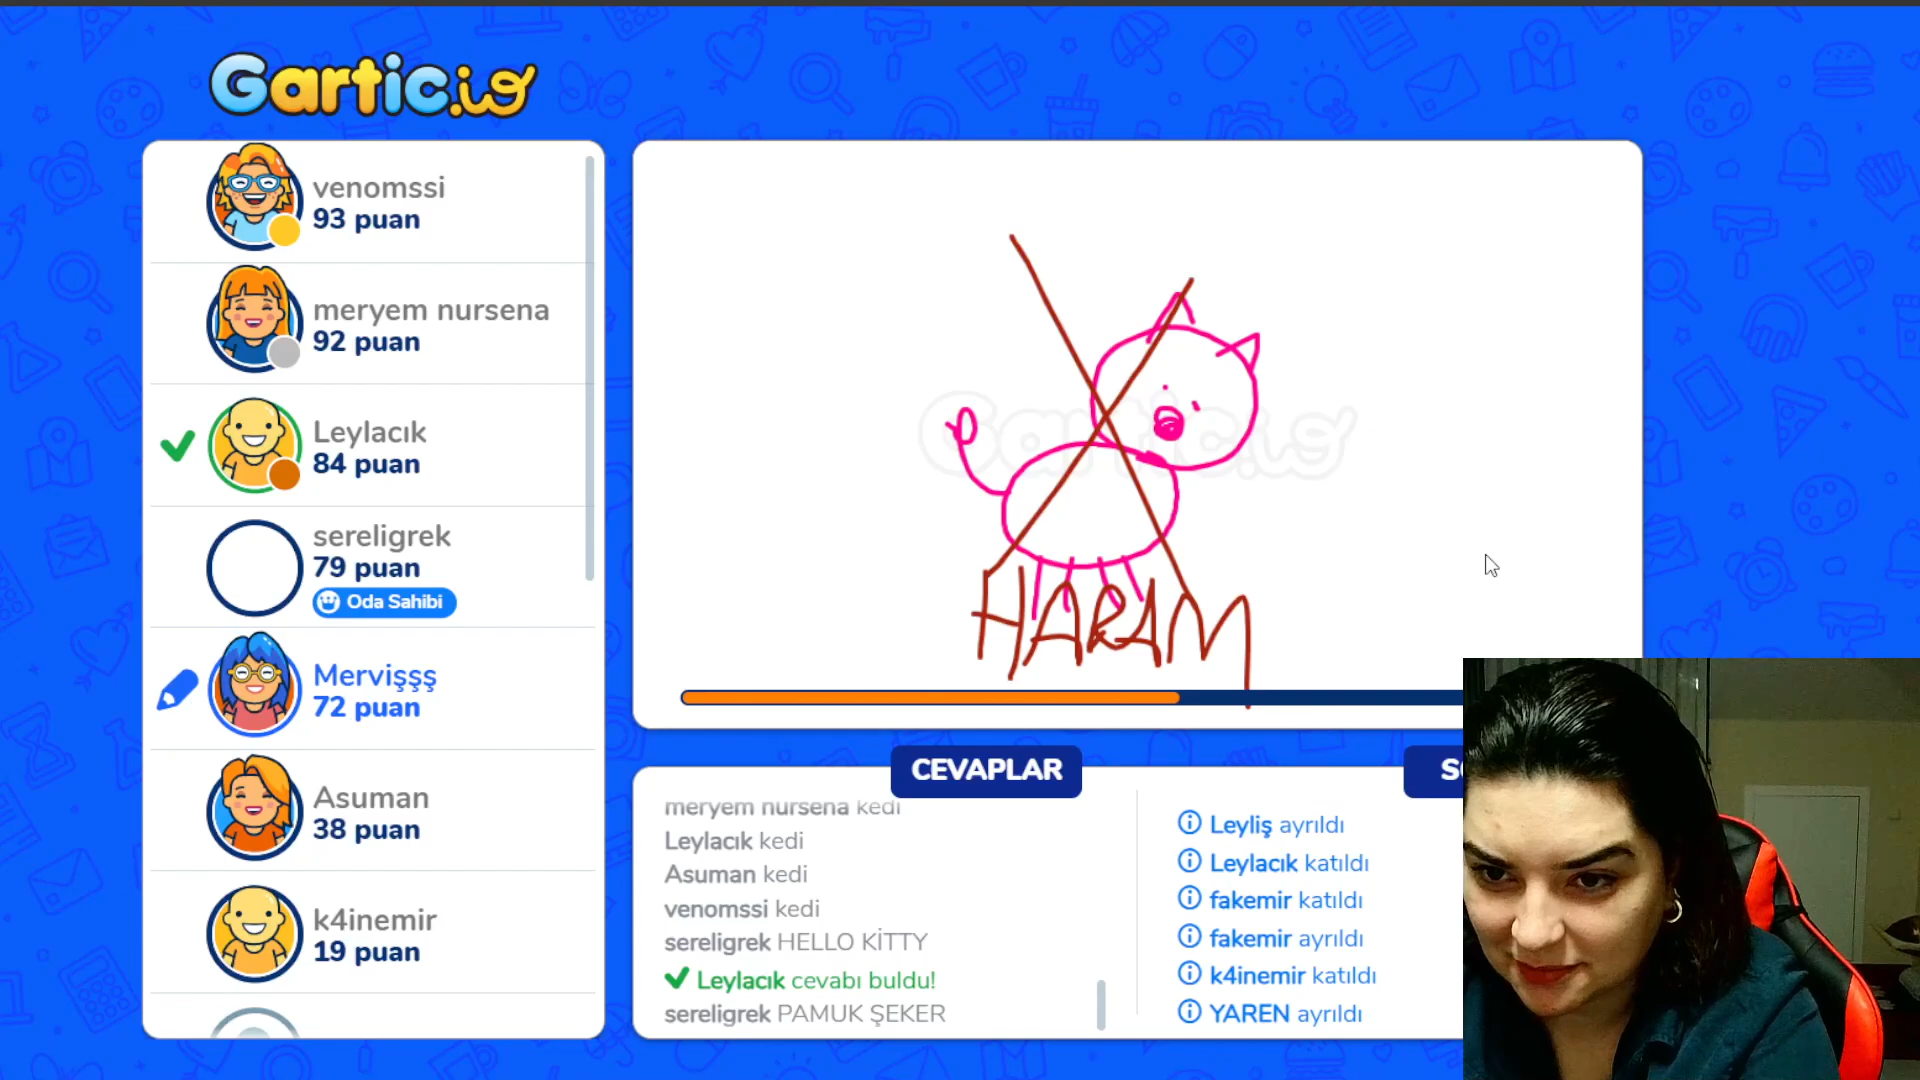 Gartic.io
venomssi
93 puan
meryem nursena
92 puan
Leylacık
84 puan
sereligrek
79 puan
Oda Sahibi
Mervişşş
72 puan
Asuman
38 puan
k4inemir
19 puan
Gartic.io
HARAM
CEVAPLAR
meryem nursena kedi
Leylacık kedi
Asuman kedi
venomssi kedi
sereligrek HELLO KİTTY
Leylacık cevabı buldu!
sereligrek PAMUK ŞEKER
Leyliş ayrıldı
Leylacık katıldı
fakemir katıldı
fakemir ayrıldı
k4inemir katıldı
YAREN ayrıldı